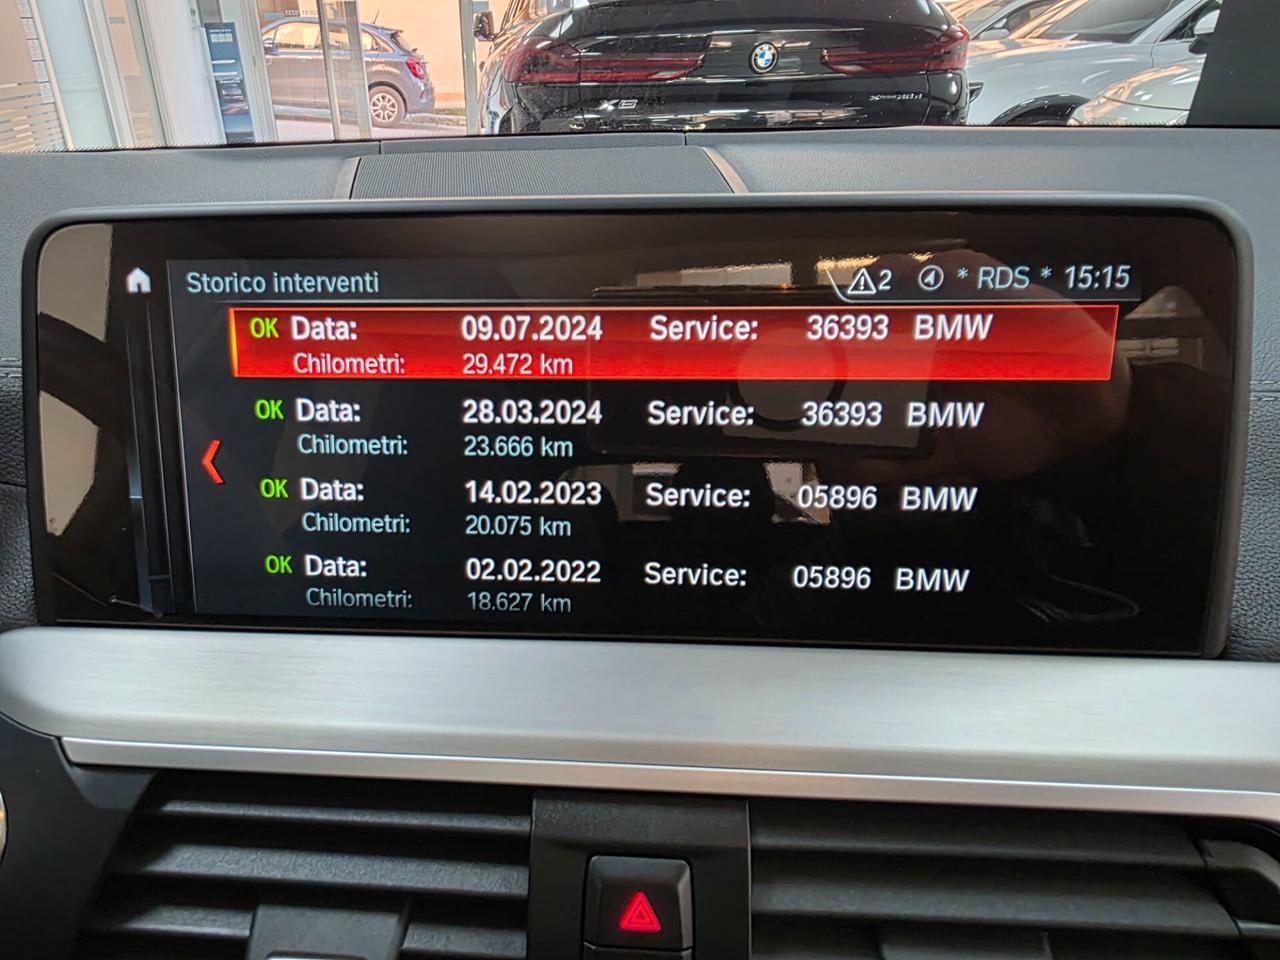 BMW
X6
Storico interventi
2 * RDS * 15:15
OK Data: 09.07.2024 Service: 36393 BMW
Chilometri: 29.472 km
OK Data: 28.03.2024 Service: 36393 BMW
Chilometri: 23.666 km
OK Data: 14.02.2023 Service: 05896 BMW
Chilometri: 20.075 km
OK Data: 02.02.2022 Service: 05896 BMW
Chilometri: 18.627 km